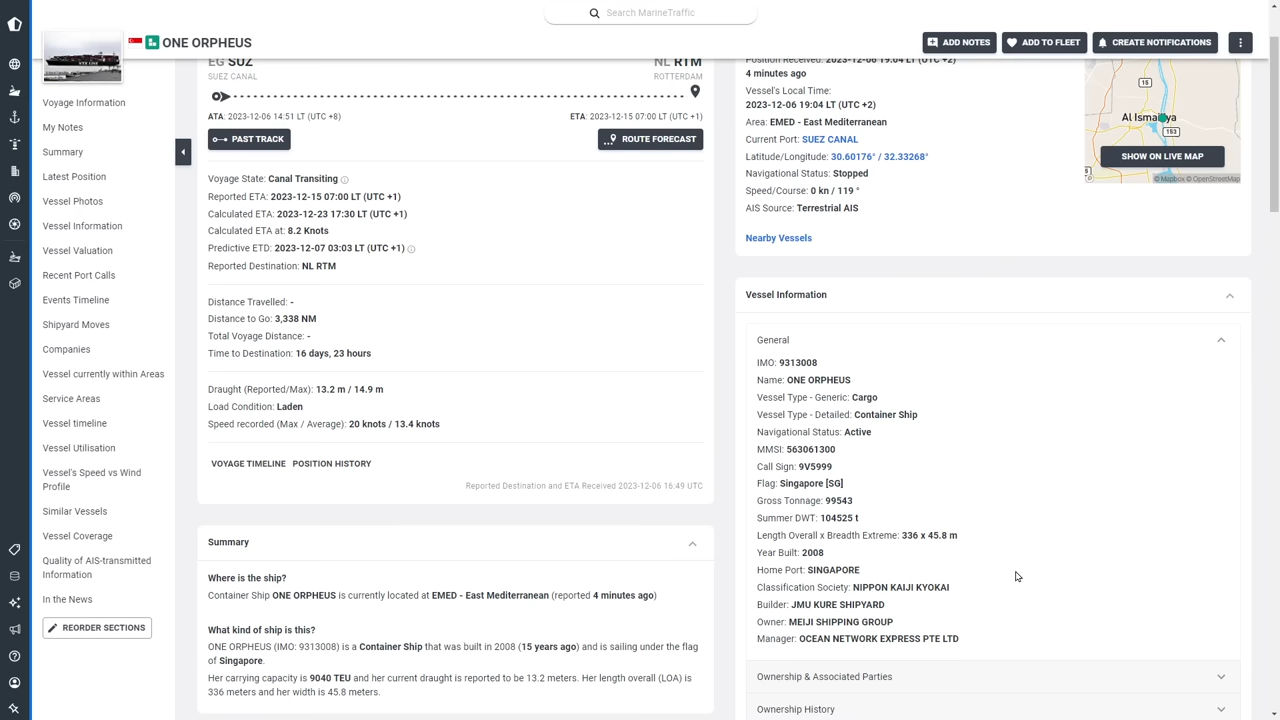 Search MarineTraffic
ONE ORPHEUS
ADD NOTES
ADD TO FLEET
CREATE NOTIFICATIONS
Voyage Information
My Notes
Summary
Latest Position
Voyage Photos
Vessel Information
Vessel Valuation
Recent Port Calls
Events Timeline
Shipyard Moves
Companies
Vessel currently within Areas
Service Areas
Vessel timeline
Vessel Utilisation
Vessel's Speed vs Wind
Profile
Similar Vessels
Vessel Coverage
Quality of AIS-transmitted
Information
In the News
REORDER SECTIONS
EG SUZ
NL RTM
SUEZ CANAL
ROTTERDAM
ATA: 2023-12-06 14:51 LT (UTC +8)
ETA: 2023-12-15 07:00 LT (UTC +1)
PAST TRACK
ROUTE FORECAST
Voyage State: Canal Transiting
Reported ETA: 2023-12-15 07:00 LT (UTC +1)
Calculated ETA: 2023-12-23 17:30 LT (UTC +1)
Calculated ETA at: 8.2 Knots
Predictive ETD: 2023-12-07 03:03 LT (UTC +1)
Reported Destination: NL RTM
Distance Travelled: -
Distance to Go: 3,338 NM
Total Voyage Distance: -
Time to Destination: 16 days, 23 hours
Draught (Reported/Max): 13.2 m / 14.9 m
Load Condition: Laden
Speed recorded (Max / Average): 20 knots / 13.4 knots
VOYAGE TIMELINE POSITION HISTORY
Reported Destination and ETA Received 2023-12-06 16:49 UTC
Summary
Where is the ship?
Container Ship ONE ORPHEUS is currently located at EMED - East Mediterranean (reported 4 minutes ago)
What kind of ship is this?
ONE ORPHEUS (IMO: 9313008) is a Container Ship that was built in 2008 (15 years ago) and is sailing under the flag
of Singapore.
Her carrying capacity is 9040 TEU and her current draught is reported to be 13.2 meters. Her length overall (LOA) is
336 meters and her width is 45.8 meters.
Position Received: 2023-12-06 19:04 LT (UTC +2)
4 minutes ago
Vessel's Local Time:
2023-12-06 19:04 LT (UTC +2)
Area: EMED - East Mediterranean
Current Port: SUEZ CANAL
Latitude/Longitude: 30.60176° / 32.33268°
Navigational Status: Stopped
Speed/Course: 0 kn / 119 °
AIS Source: Terrestrial AIS
Nearby Vessels
15
Al Ismailiya
153
SHOW ON LIVE MAP
© Mapbox © OpenStreetMap
Vessel Information
General
IMO: 9313008
Name: ONE ORPHEUS
Vessel Type - Generic: Cargo
Vessel Type - Detailed: Container Ship
Navigational Status: Active
MMSI: 563061300
Call Sign: 9V5999
Flag: Singapore [SG]
Gross Tonnage: 99543
Summer DWT: 104525 t
Length Overall x Breadth Extreme: 336 x 45.8 m
Year Built: 2008
Home Port: SINGAPORE
Classification Society: NIPPON KAIJI KYOKAI
Builder: JMU KURE SHIPYARD
Owner: MEIJI SHIPPING GROUP
Manager: OCEAN NETWORK EXPRESS PTE LTD
Ownership & Associated Parties
Ownership History